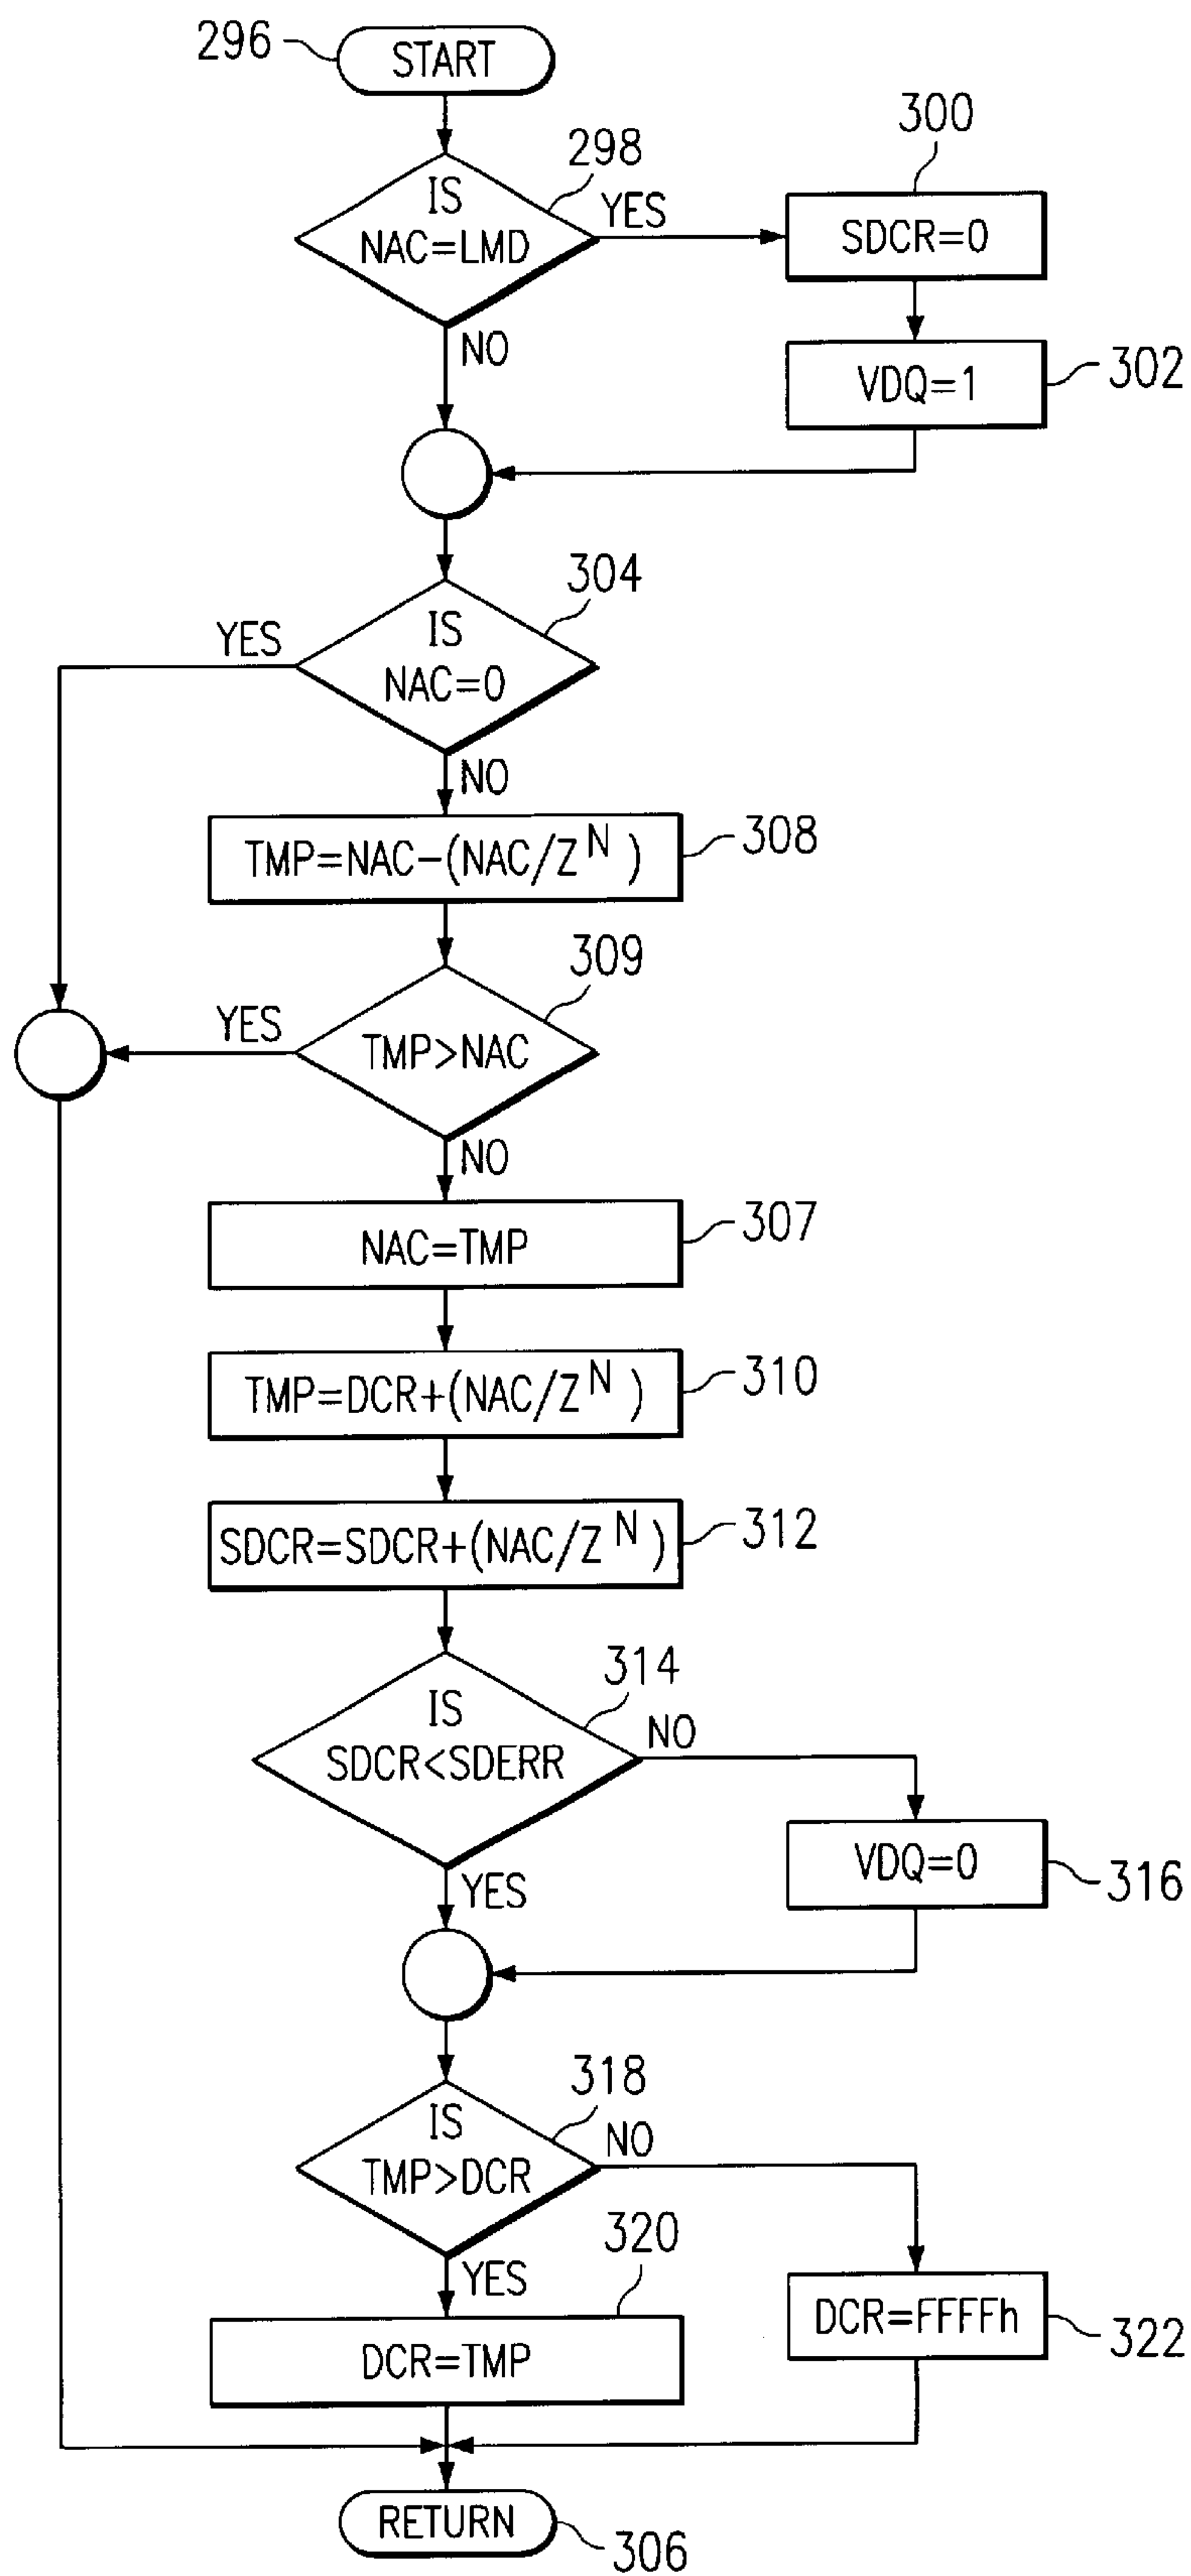 296
START
298
IS
NAC=LMD
YES
NO
300
SDCR=0
VDQ=1
302
304
IS
NAC=0
YES
NO
TMP=NAC-(NAC/Z^N)
308
309
TMP>NAC
YES
NO
NAC=TMP
307
TMP=DCR+(NAC/Z^N)
310
SDCR=SDCR+(NAC/Z^N)
312
314
IS
SDCR<SDERR
NO
YES
VDQ=0
316
318
IS
TMP>DCR
NO
YES
320
DCR=TMP
DCR=FFFFh
322
RETURN
306